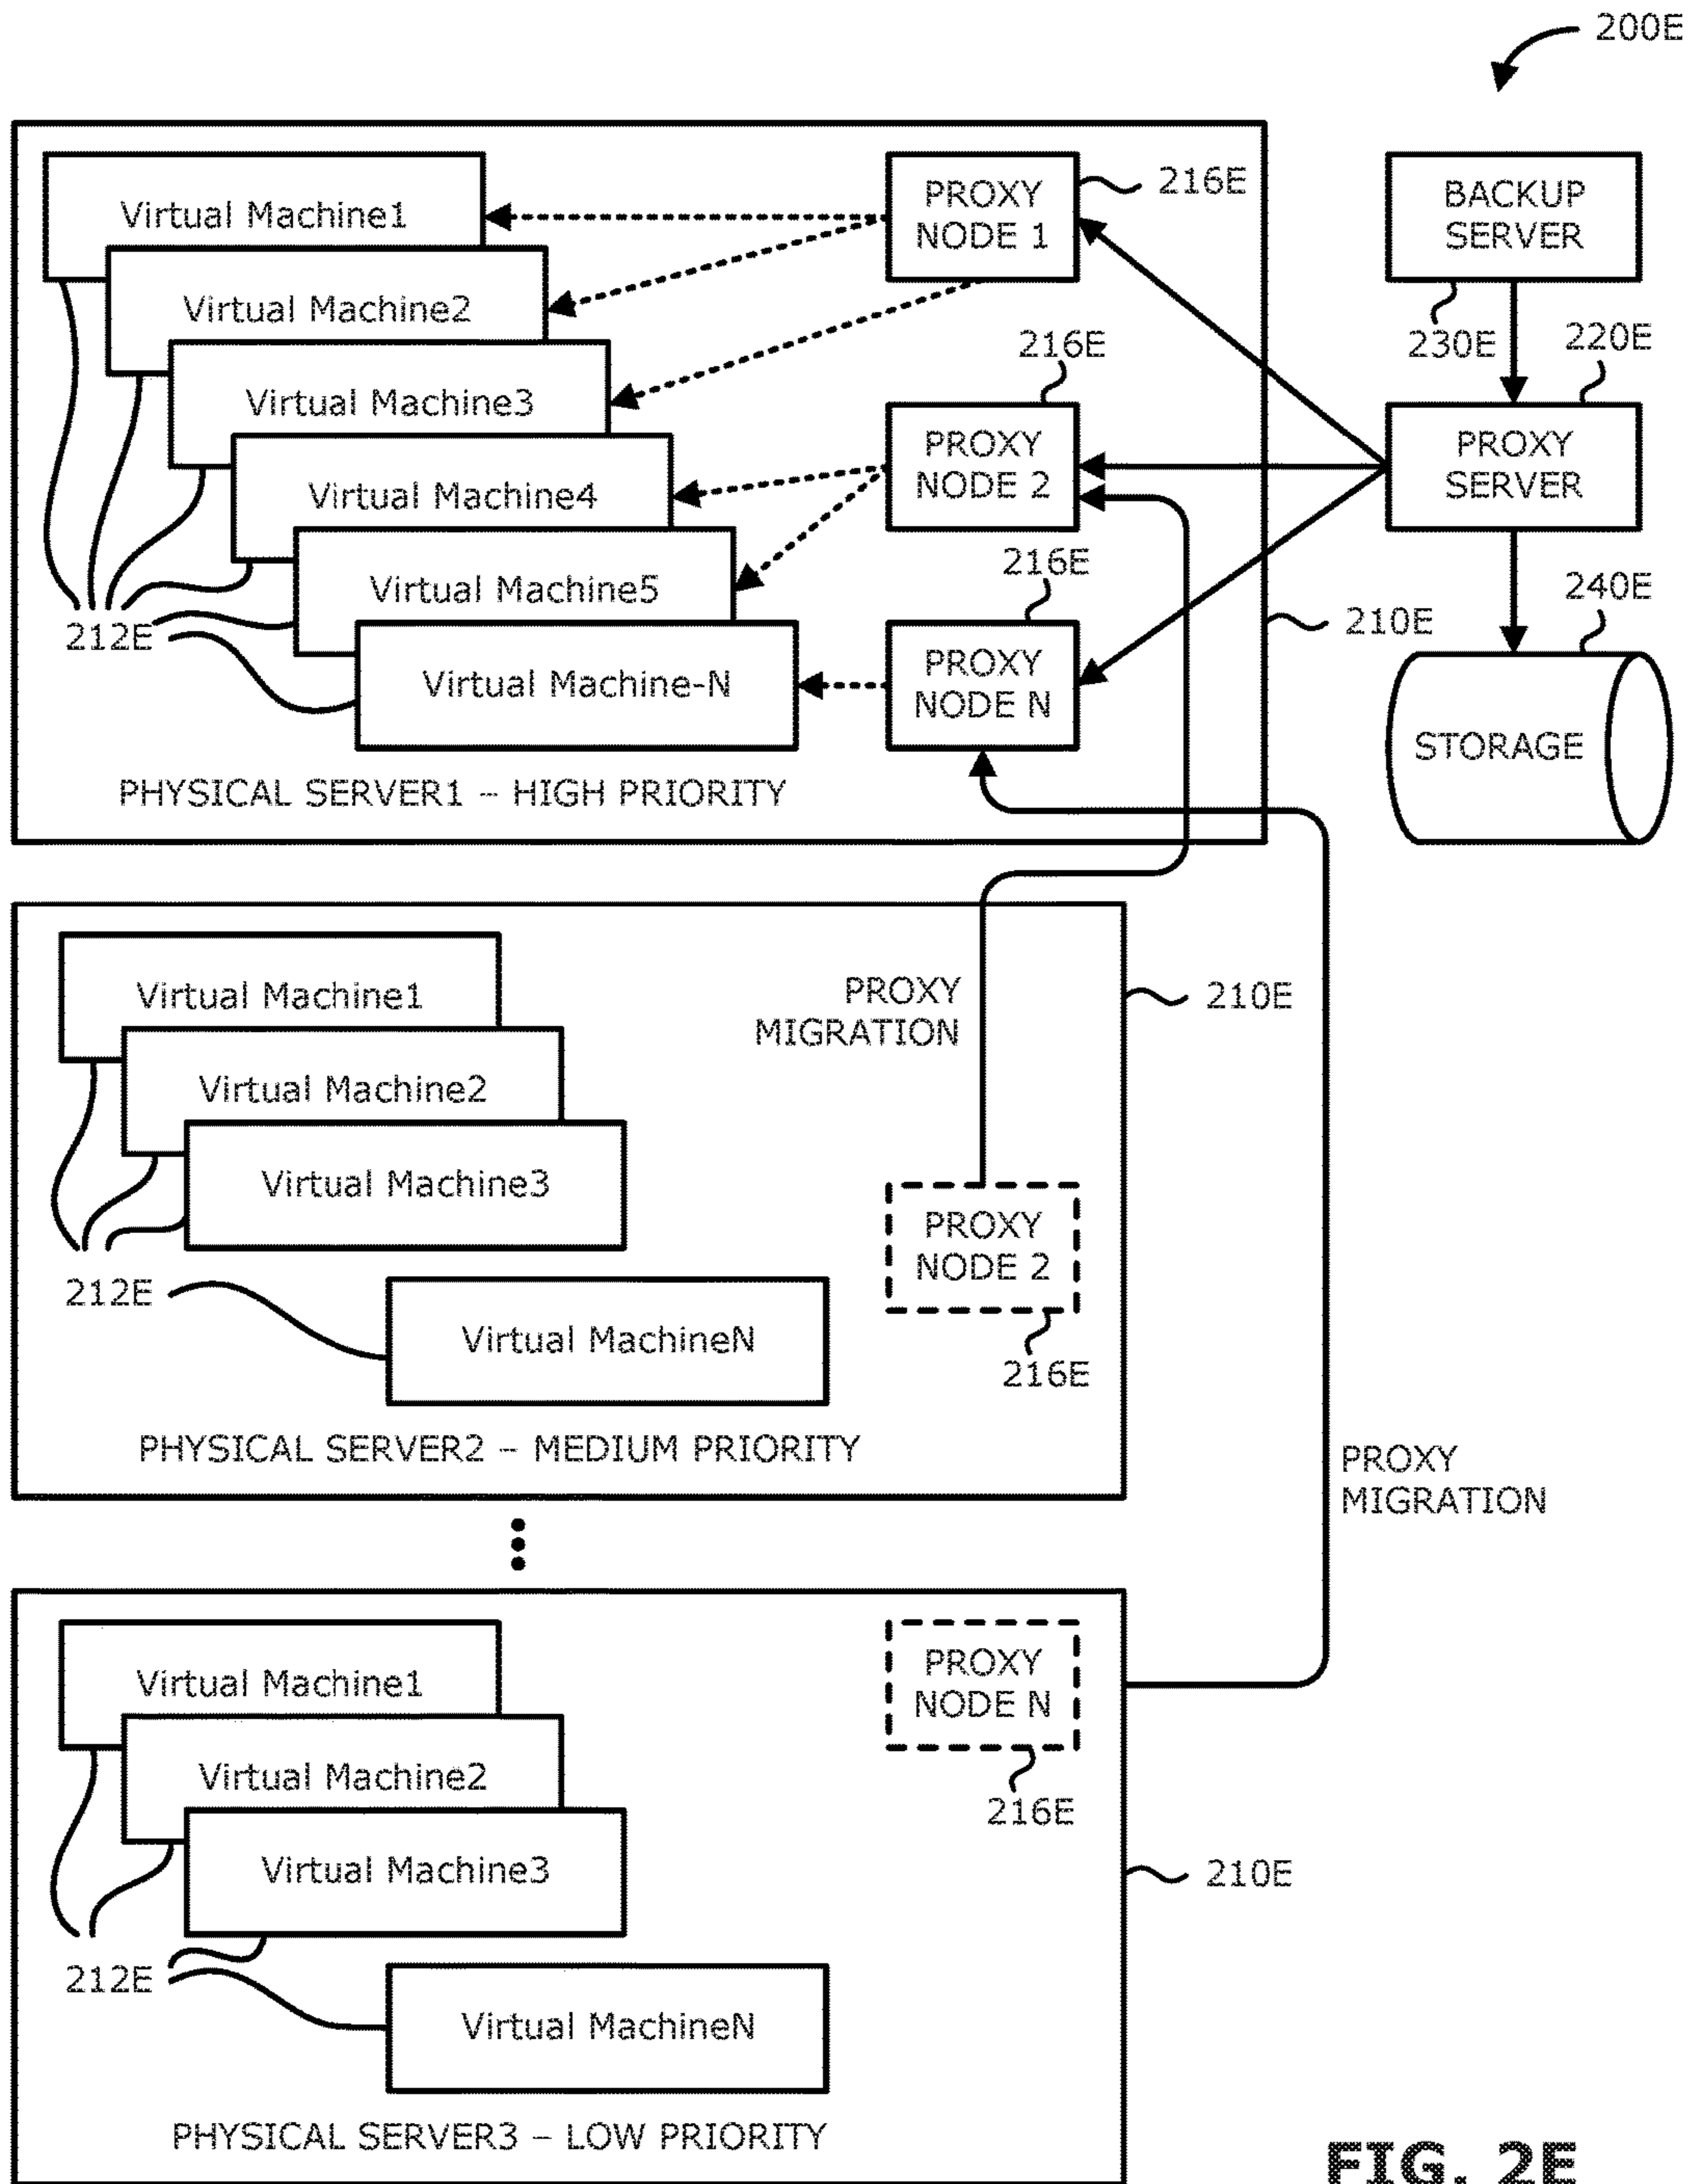 200E
Virtual Machine1
PROXY
NODE 1
216E
BACKUP
SERVER
Virtual Machine2
230E
220E
216E
Virtual Machine3
PROXY
NODE 2
PROXY
SERVER
Virtual Machine4
216E
240E
Virtual Machine5
212E
210E
PROXY
NODE N
Virtual Machine-N
STORAGE
PHYSICAL SERVER1 – HIGH PRIORITY
Virtual Machine1
PROXY
MIGRATION
210E
Virtual Machine2
Virtual Machine3
PROXY
NODE 2
212E
Virtual MachineN
216E
PHYSICAL SERVER2 – MEDIUM PRIORITY
PROXY
MIGRATION
Virtual Machine1
PROXY
NODE N
Virtual Machine2
216E
Virtual Machine3
210E
212E
Virtual MachineN
PHYSICAL SERVER3 – LOW PRIORITY
FIG. 2E